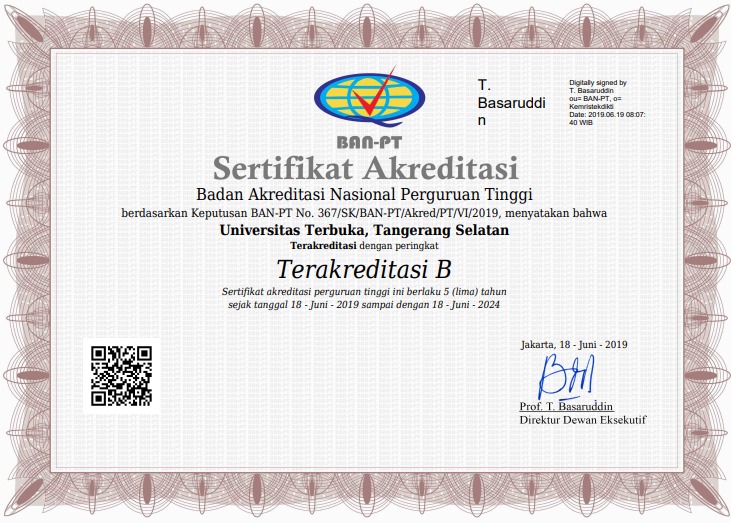 T.
Basaruddi
n
Digitally signed by
T. Basaruddin
ou= BAN-PT, o=
Kemristekdikti
Date: 2019.06.19 08:07:
40 WIB
BAN-PT
Sertifikat Akreditasi
Badan Akreditasi Nasional Perguruan Tinggi
berdasarkan Keputusan BAN-PT No. 367/SK/BAN-PT/Akred/PT/VI/2019, menyatakan bahwa
Universitas Terbuka, Tangerang Selatan
Terakreditasi dengan peringkat
Terakreditasi B
Sertifikat akreditasi perguruan tinggi ini berlaku 5 (lima) tahun
sejak tanggal 18 - Juni - 2019 sampai dengan 18 - Juni - 2024
Jakarta, 18 - Juni - 2019
Prof. T. Basaruddin
Direktur Dewan Eksekutif